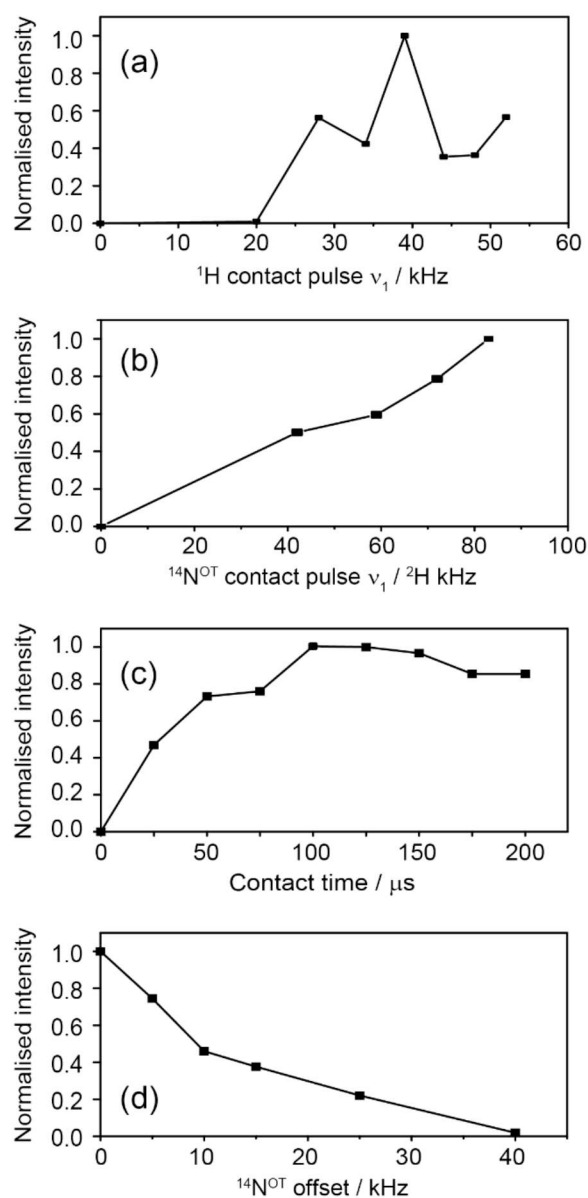 Normalised intensity
1.0
0.8
0.6
0.4
0.2
0.0
(a)
0 10 20 30 40 50 60
¹H contact pulse ν₁ / kHz
Normalised intensity
1.0
0.8
0.6
0.4
0.2
0.0
(b)
0 20 40 60 80 100
¹⁴Nᴼᵀ contact pulse ν₁ / ²H kHz
Normalised intensity
1.0
0.8
0.6
0.4
0.2
0.0
(c)
0 50 100 150 200
Contact time / μs
Normalised intensity
1.0
0.8
0.6
0.4
0.2
0.0
(d)
0 10 20 30 40
¹⁴Nᴼᵀ offset / kHz